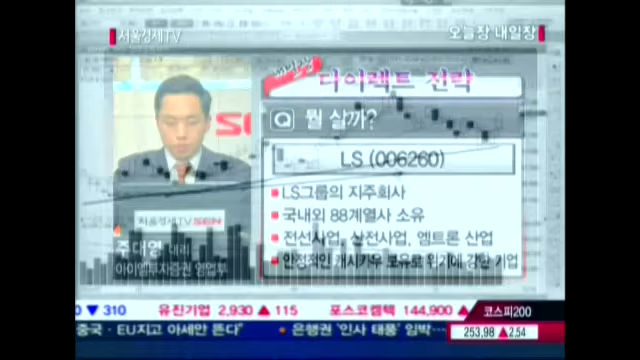 서울경제TV
오늘장 내일장
다이렉트 전략
Q 뭘 살까?
LS (006260)
LS그룹의 지주회사
국내외 88계열사 소유
전선사업, 산전사업, 엠트론 산업
안정적인 캐시카우 보유로 위기에 강한 기업
서울경제TV SEN
주대영 대리
아이엠투자증권 영업부
▼ 310 유진기업 2,930 ▲ 115 포스코켐텍 144,900 ▲
코스피200
중국·EU지고 아세안 뜬다" • 은행권 '인사 태풍' 임박
253.98 ▲ 2.54